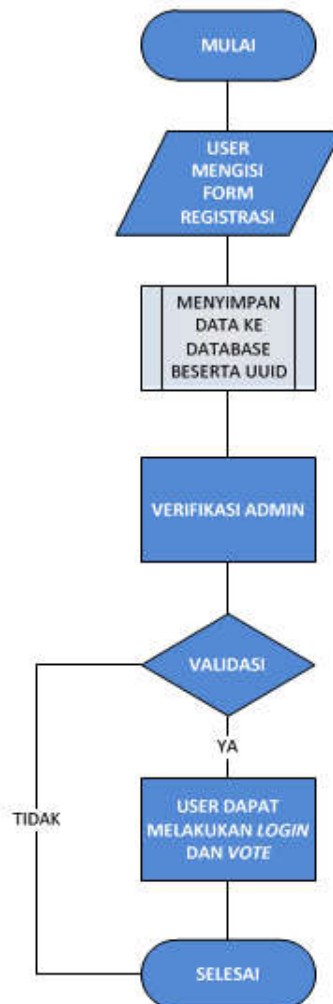 MULAI
USER
MENGISI
FORM
REGISTRASI
MENYIMPAN
DATA KE
DATABASE
BESERTA UUID
VERIFIKASI ADMIN
VALIDASI
YA
TIDAK
USER DAPAT
MELAKUKAN LOGIN
DAN VOTE
SELESAI